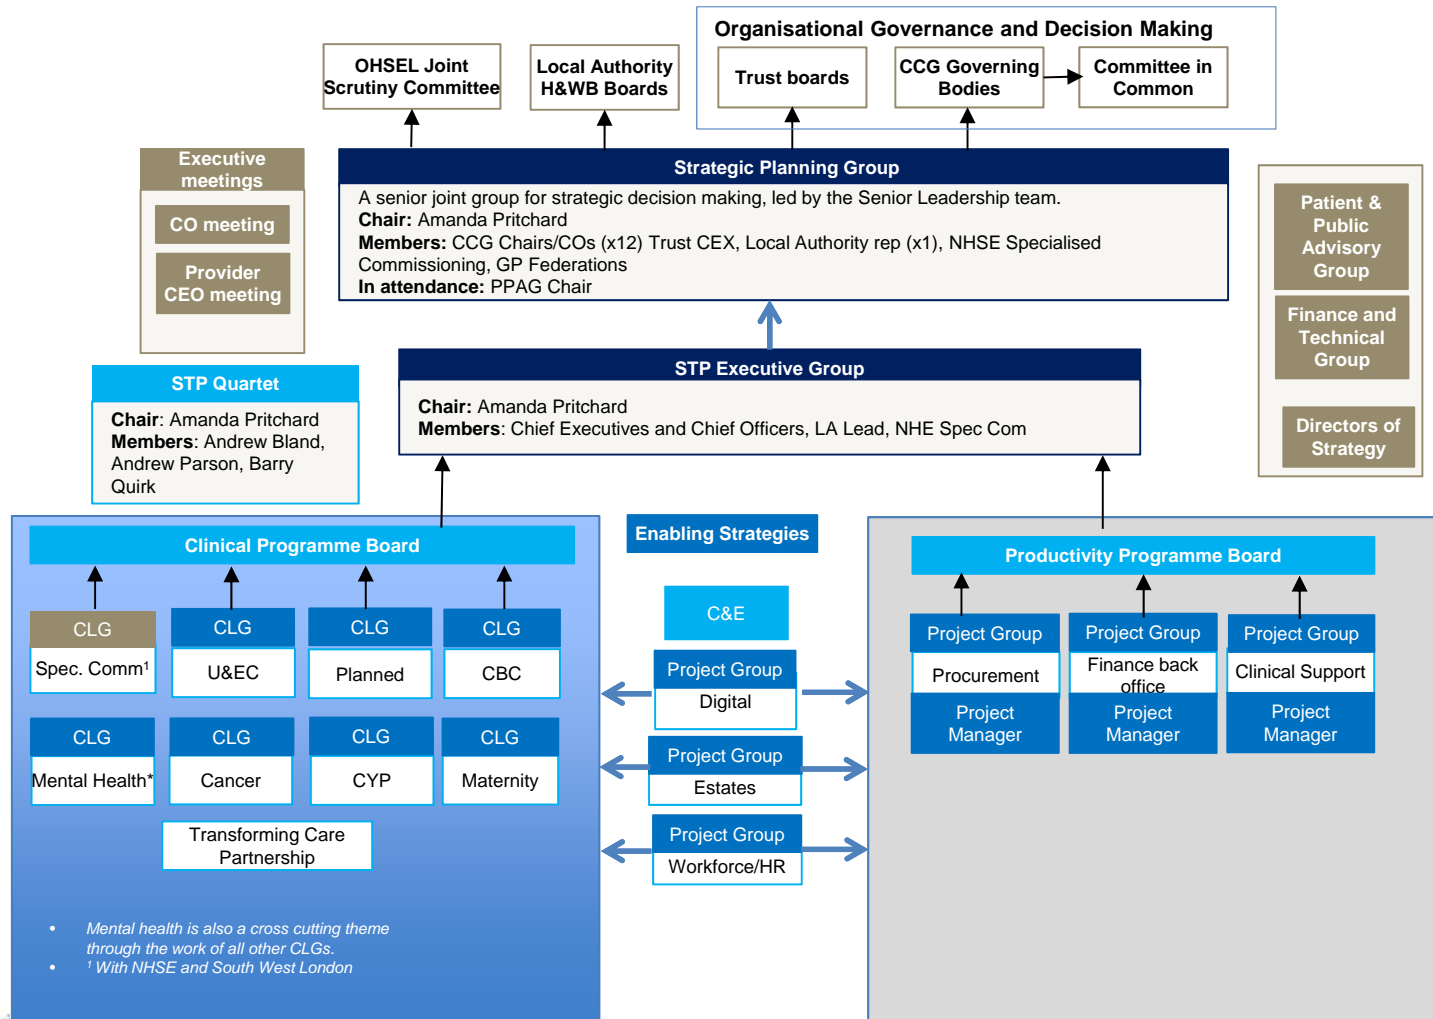 Organisational Governance and Decision Making
OHSEL Joint
Scrutiny Committee
Local Authority
H&WB Boards
Trust boards
CCG Governing
Bodies
Committee in
Common
Executive
meetings
CO meeting
Provider
CEO meeting
Strategic Planning Group
A senior joint group for strategic decision making, led by the Senior Leadership team.
Chair: Amanda Pritchard
Members: CCG Chairs/COs (x12) Trust CEX, Local Authority rep (x1), NHSE Specialised
Commissioning, GP Federations
In attendance: PPAG Chair
Patient &
Public
Advisory
Group
Finance and
Technical
Group
Directors of
Strategy
STP Quartet
Chair: Amanda Pritchard
Members: Andrew Bland,
Andrew Parson, Barry
Quirk
STP Executive Group
Chair: Amanda Pritchard
Members: Chief Executives and Chief Officers, LA Lead, NHE Spec Com
Clinical Programme Board
CLG
Spec. Comm¹
CLG
U&EC
CLG
Planned
CLG
CBC
CLG
Mental Health*
CLG
Cancer
CLG
CYP
CLG
Maternity
Transforming Care
Partnership
• Mental health is also a cross cutting theme
through the work of all other CLGs.
• ¹ With NHSE and South West London
Enabling Strategies
C&E
Project Group
Digital
Project Group
Estates
Project Group
Workforce/HR
Productivity Programme Board
Project Group
Procurement
Project
Manager
Project Group
Finance back
office
Project
Manager
Project Group
Clinical Support
Project
Manager